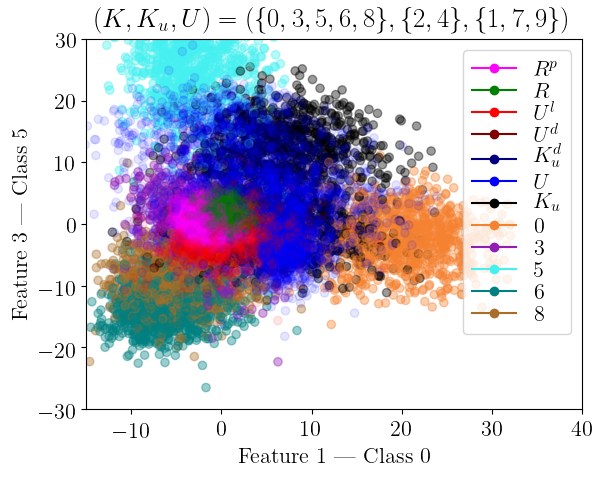 (K, K_u, U) = ({0, 3, 5, 6, 8}, {2, 4}, {1, 7, 9})
30
20
10
0
−10
−20
−30
Feature 3 — Class 5
R^p
R
U^l
U^d
K_u^d
U
K_u
0
3
5
6
8
−10
0
10
20
30
40
Feature 1 — Class 0